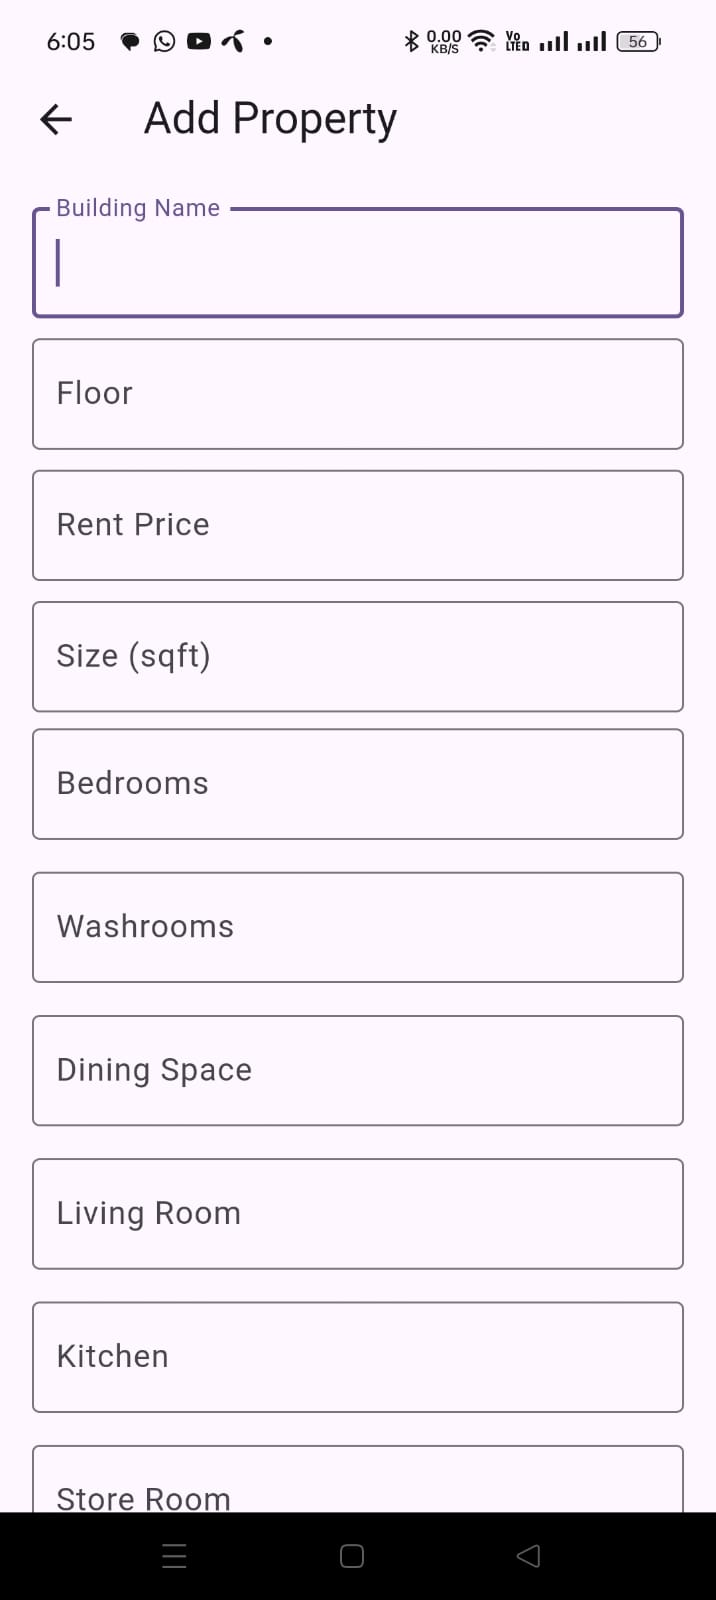 6:05 0.00 KB/S Vo LTE 56
Add Property
Building Name
Floor
Rent Price
Size (sqft)
Bedrooms
Washrooms
Dining Space
Living Room
Kitchen
Store Room